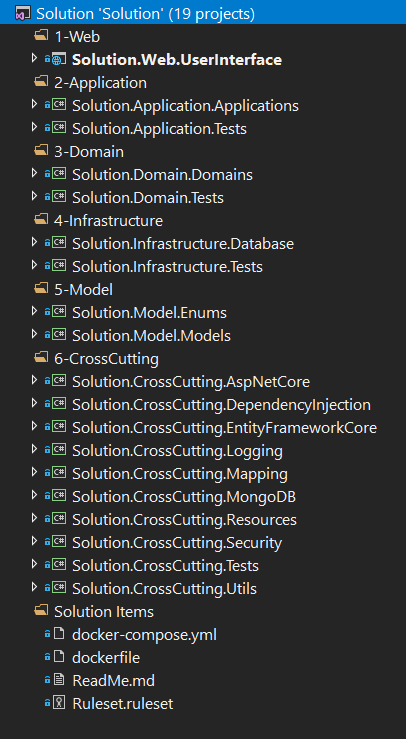 Solution 'Solution' (19 projects)
1-Web
Solution.Web.UserInterface
2-Application
Solution.Application.Applications
Solution.Application.Tests
3-Domain
Solution.Domain.Domains
Solution.Domain.Tests
4-Infrastructure
Solution.Infrastructure.Database
Solution.Infrastructure.Tests
5-Model
Solution.Model.Enums
Solution.Model.Models
6-CrossCutting
Solution.CrossCutting.AspNetCore
Solution.CrossCutting.DependencyInjection
Solution.CrossCutting.EntityFrameworkCore
Solution.CrossCutting.Logging
Solution.CrossCutting.Mapping
Solution.CrossCutting.MongoDB
Solution.CrossCutting.Resources
Solution.CrossCutting.Security
Solution.CrossCutting.Tests
Solution.CrossCutting.Utils
Solution Items
docker-compose.yml
dockerfile
ReadMe.md
Ruleset.ruleset